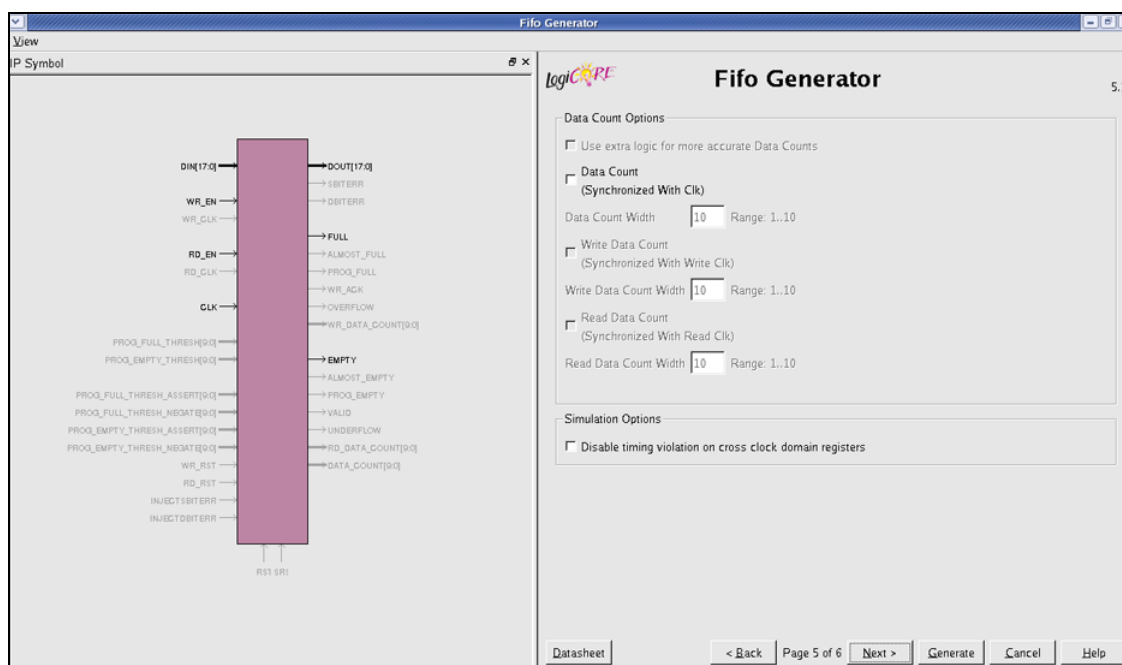 Fifo Generator
View
IP Symbol
DIN[17:0]
WR_EN
WR_CLK
RD_EN
RD_CLK
CLK
PROG_FULL_THRESH[9:0]
PROG_EMPTY_THRESH[9:0]
PROG_FULL_THRESH_ASSERT[9:0]
PROG_FULL_THRESH_NEGATE[9:0]
PROG_EMPTY_THRESH_ASSERT[9:0]
PROG_EMPTY_THRESH_NEGATE[9:0]
WR_RST
RD_RST
INJECTSBITERR
INJECTDBITERR
DOUT[17:0]
SBITERR
DBITERR
FULL
ALMOST_FULL
PROG_FULL
WR_ACK
OVERFLOW
WR_DATA_COUNT[9:0]
EMPTY
ALMOST_EMPTY
PROG_EMPTY
VALID
UNDERFLOW
RD_DATA_COUNT[9:0]
DATA_COUNT[9:0]
RST
LogiCORE
Fifo Generator
Data Count Options
Use extra logic for more accurate Data Counts
Data Count
(Synchronized With Clk)
Data Count Width 10 Range: 1..10
Write Data Count
(Synchronized With Write Clk)
Write Data Count Width 10 Range: 1..10
Read Data Count
(Synchronized With Read Clk)
Read Data Count Width 10 Range: 1..10
Simulation Options
Disable timing violation on cross clock domain registers
Datasheet < Back Page 5 of 6 Next > Generate Cancel Help